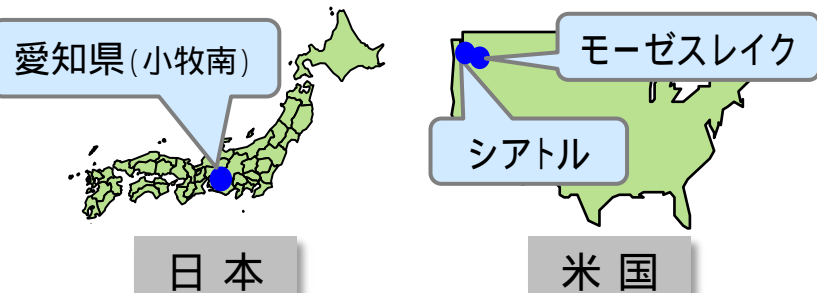 愛知県(小牧南)
モーゼスレイク
シアトル
日本
米国